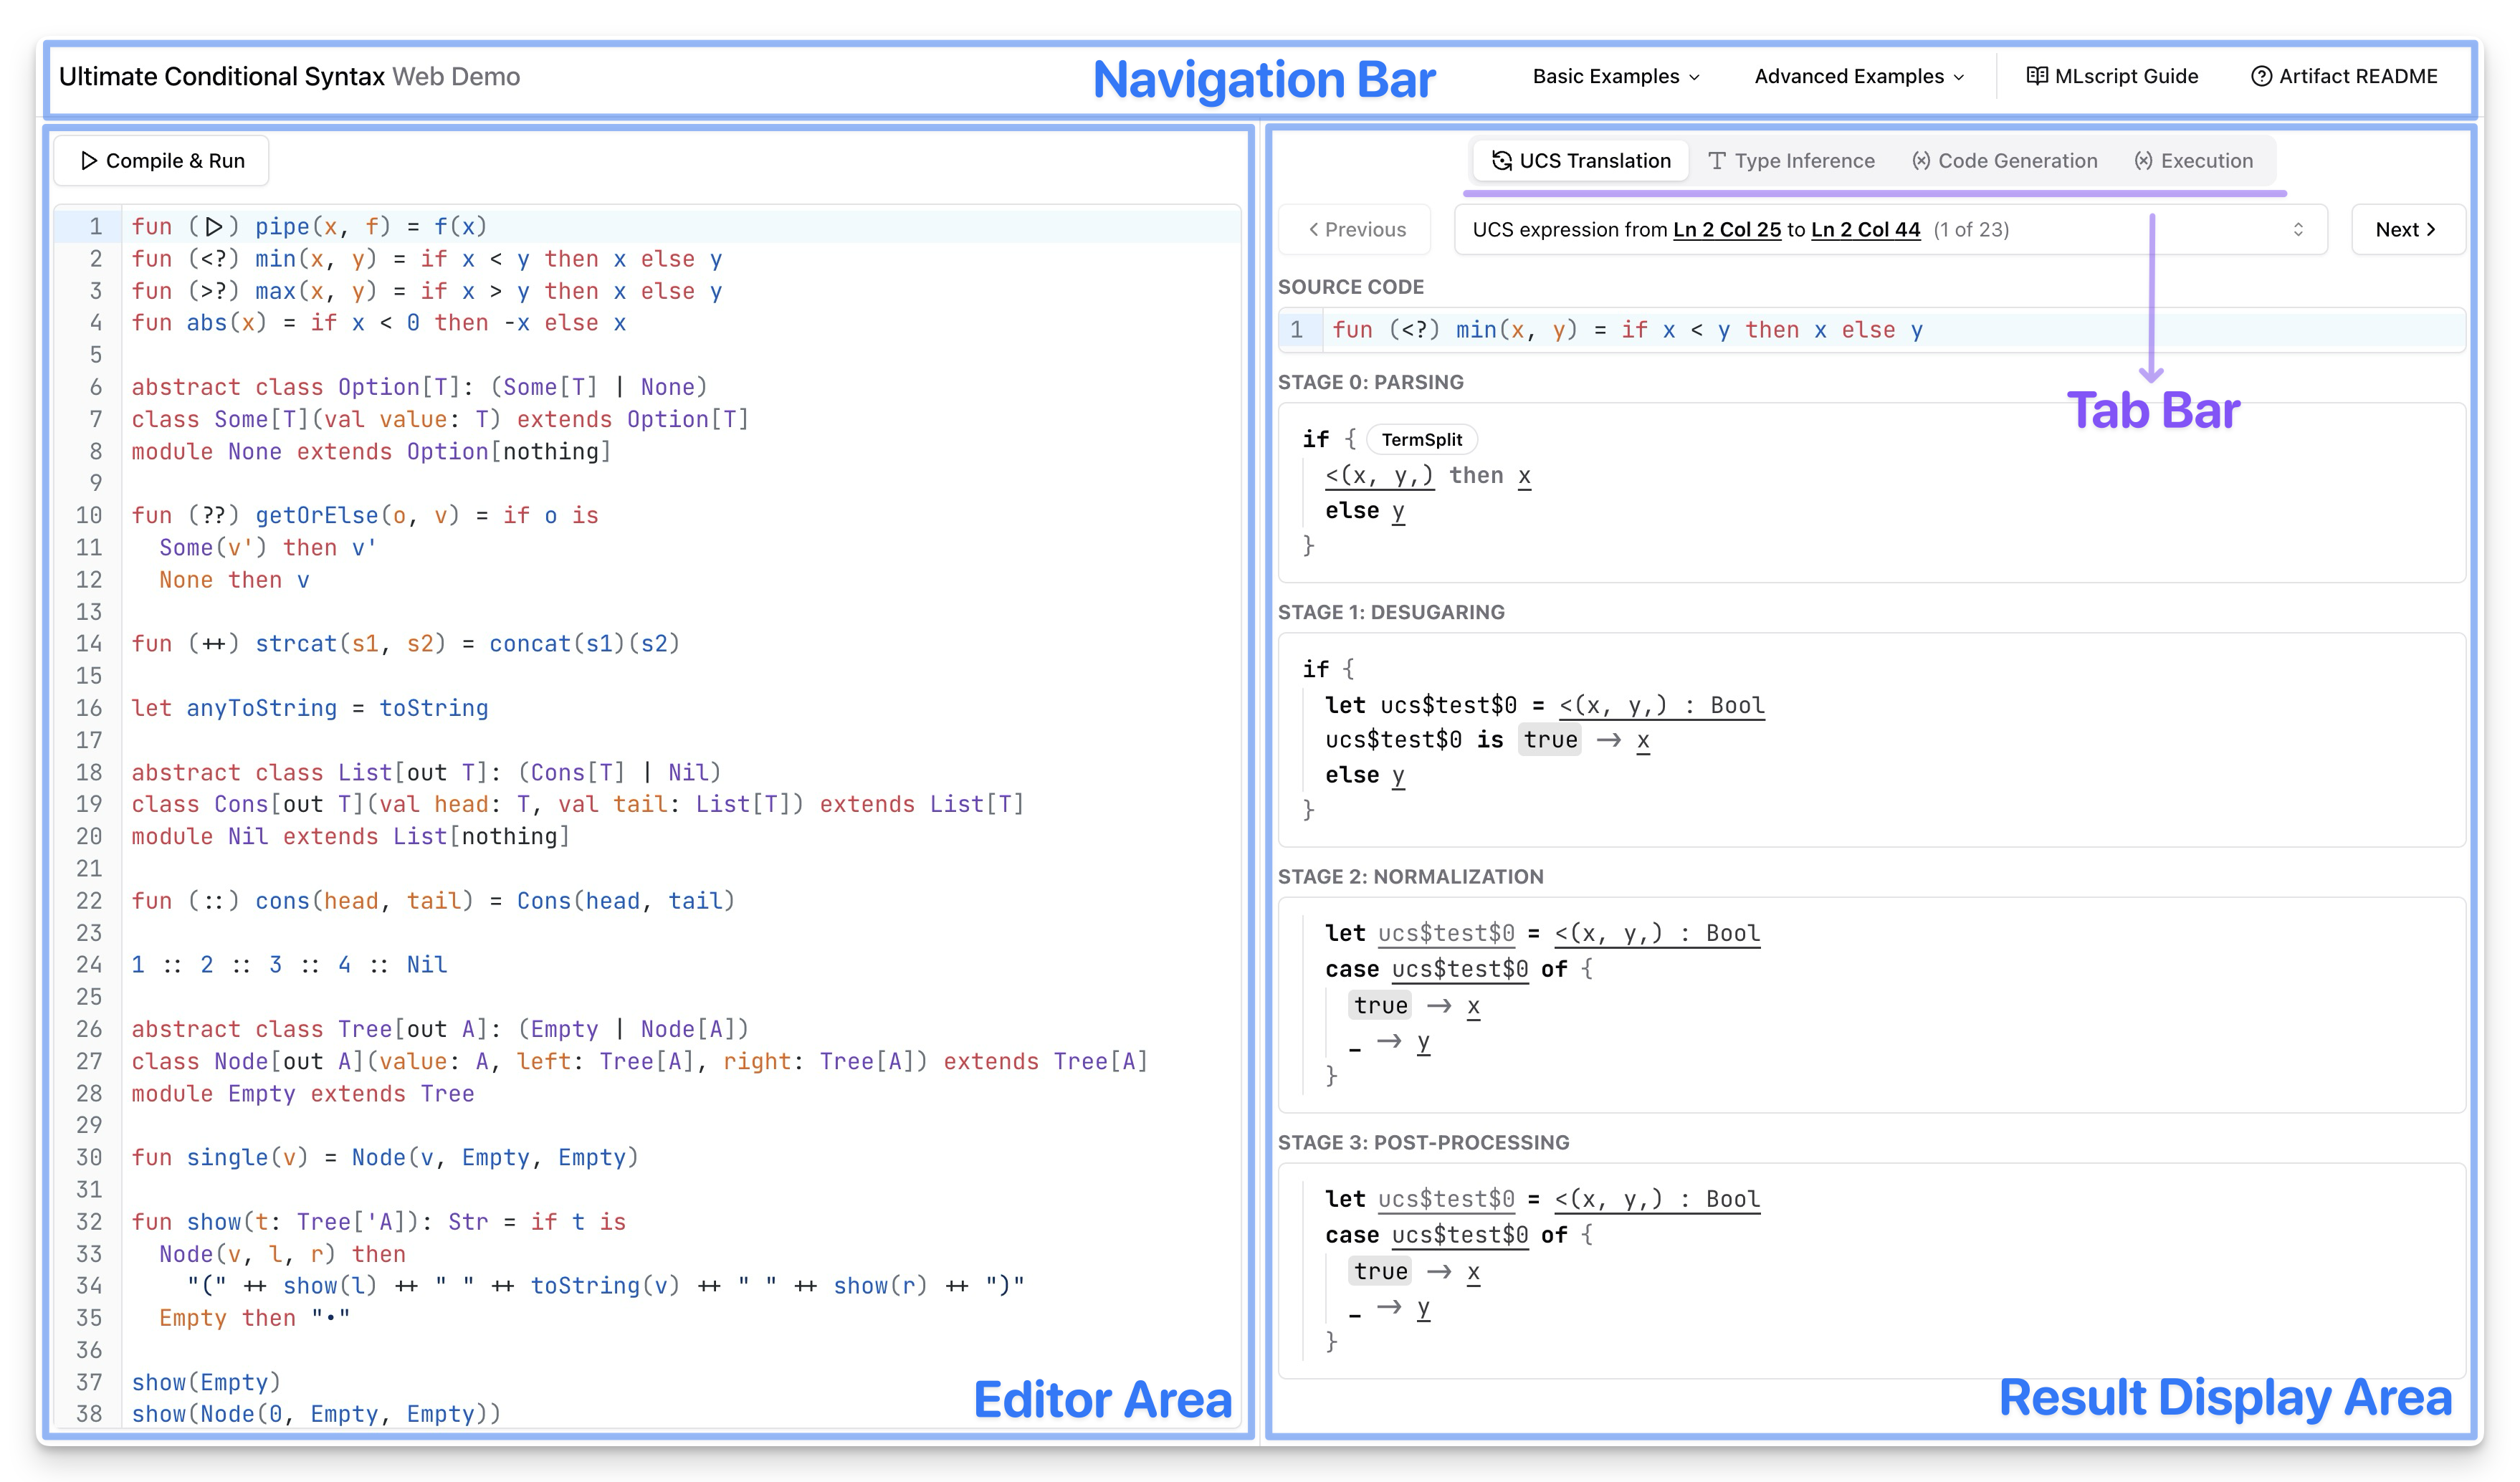 Ultimate Conditional Syntax Web Demo
Navigation Bar
Basic Examples
Advanced Examples
MLscript Guide
Artifact README
Compile & Run
1 fun (▷) pipe(x, f) = f(x)
2 fun (<?) min(x, y) = if x < y then x else y
3 fun (>?) max(x, y) = if x > y then x else y
4 fun abs(x) = if x < 0 then -x else x
5
6 abstract class Option[T]: (Some[T] | None)
7 class Some[T](val value: T) extends Option[T]
8 module None extends Option[nothing]
9
10 fun (??) getOrElse(o, v) = if o is
11   Some(v') then v'
12   None then v
13
14 fun (++) strcat(s1, s2) = concat(s1)(s2)
15
16 let anyToString = toString
17
18 abstract class List[out T]: (Cons[T] | Nil)
19 class Cons[out T](val head: T, val tail: List[T]) extends List[T]
20 module Nil extends List[nothing]
21
22 fun (::) cons(head, tail) = Cons(head, tail)
23
24 1 :: 2 :: 3 :: 4 :: Nil
25
26 abstract class Tree[out A]: (Empty | Node[A])
27 class Node[out A](value: A, left: Tree[A], right: Tree[A]) extends Tree[A]
28 module Empty extends Tree
29
30 fun single(v) = Node(v, Empty, Empty)
31
32 fun show(t: Tree['A]): Str = if t is
33   Node(v, l, r) then
34     "(" ++ show(l) ++ " " ++ toString(v) ++ " " ++ show(r) ++ ")"
35   Empty then "•"
36
37 show(Empty)
38 show(Node(0, Empty, Empty))
Editor Area
UCS Translation
Type Inference
Code Generation
Execution
Previous
UCS expression from Ln 2 Col 25 to Ln 2 Col 44 (1 of 23)
Next
SOURCE CODE
1 fun (<?) min(x, y) = if x < y then x else y
Tab Bar
STAGE 0: PARSING
if { TermSplit
<(x, y,) then x
else y
}
STAGE 1: DESUGARING
if {
let ucs$test$0 = <(x, y,) : Bool
ucs$test$0 is true → x
else y
}
STAGE 2: NORMALIZATION
let ucs$test$0 = <(x, y,) : Bool
case ucs$test$0 of {
true → x
_ → y
}
STAGE 3: POST-PROCESSING
let ucs$test$0 = <(x, y,) : Bool
case ucs$test$0 of {
true → x
_ → y
}
Result Display Area